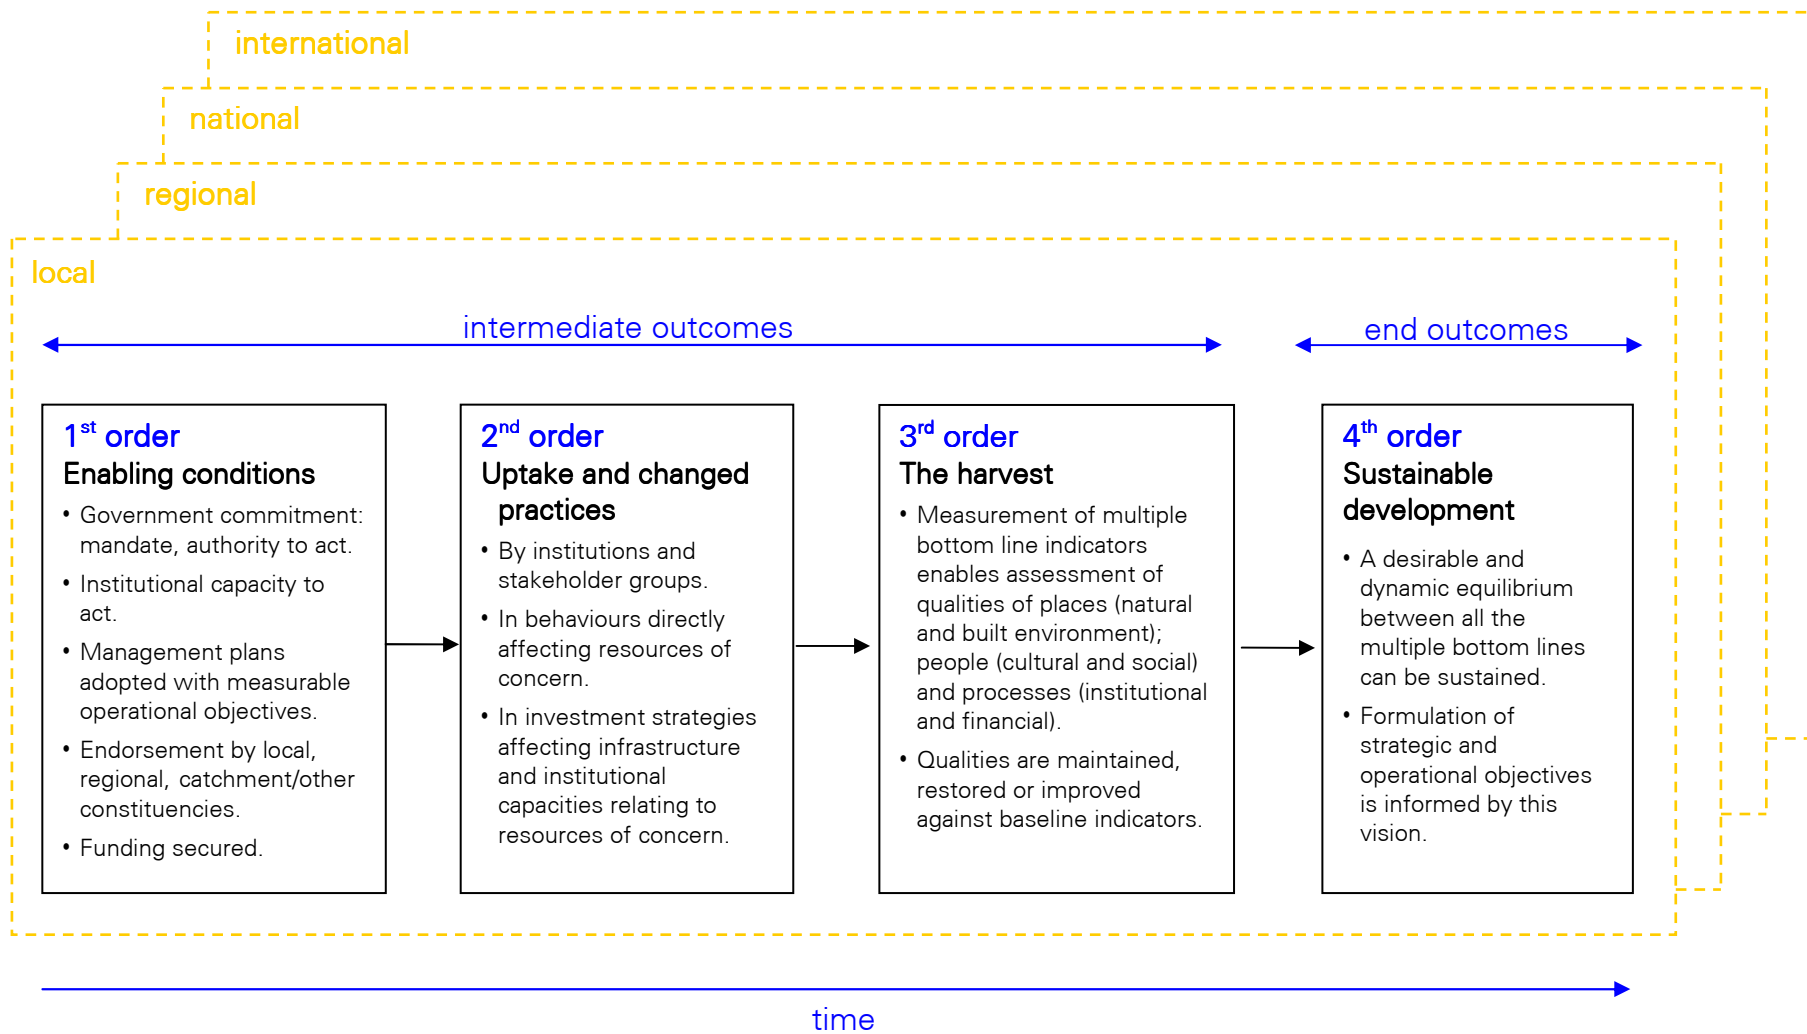 international
national
regional
local
intermediate outcomes
end outcomes
1st order
Enabling conditions
• Government commitment:
mandate, authority to act.
• Institutional capacity to
act.
• Management plans
adopted with measurable
operational objectives.
• Endorsement by local,
regional, catchment/other
constituencies.
• Funding secured.
2nd order
Uptake and changed
practices
• By institutions and
stakeholder groups.
• In behaviours directly
affecting resources of
concern.
• In investment strategies
affecting infrastructure
and institutional
capacities relating to
resources of concern.
3rd order
The harvest
• Measurement of multiple
bottom line indicators
enables assessment of
qualities of places (natural
and built environment);
people (cultural and social)
and processes (institutional
and financial).
• Qualities are maintained,
restored or improved
against baseline indicators.
4th order
Sustainable
development
• A desirable and
dynamic equilibrium
between all the
multiple bottom lines
can be sustained.
• Formulation of
strategic and
operational objectives
is informed by this
vision.
time